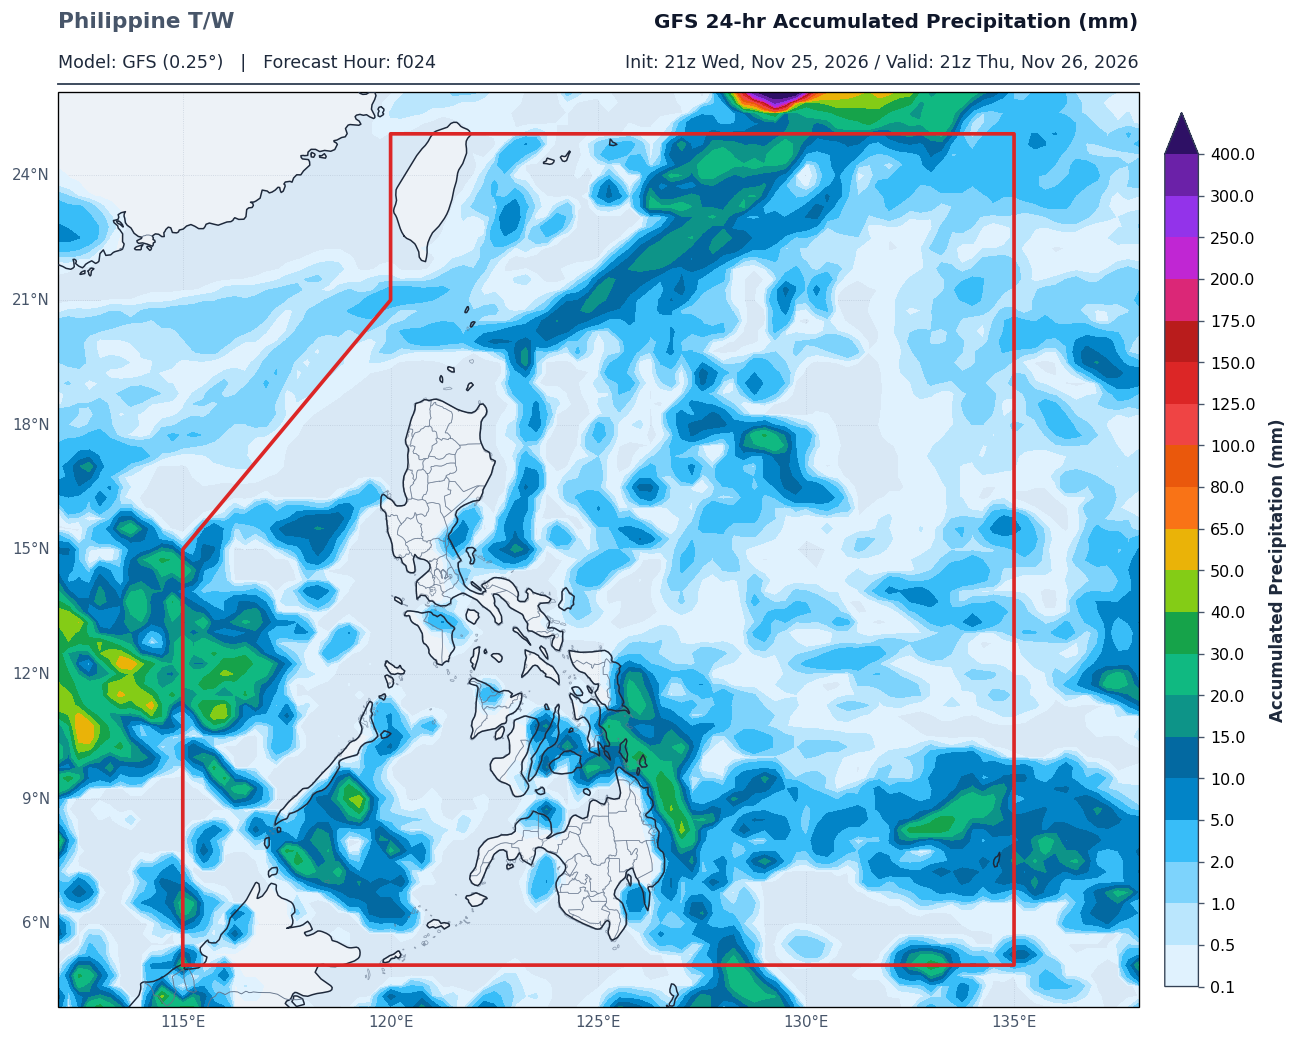 Philippine T/W
GFS 24-hr Accumulated Precipitation (mm)
Model: GFS (0.25°) | Forecast Hour: f024
Init: 21z Wed, Nov 25, 2026 / Valid: 21z Thu, Nov 26, 2026
24°N
21°N
18°N
15°N
12°N
9°N
6°N
115°E
120°E
125°E
130°E
135°E
400.0
300.0
250.0
200.0
175.0
150.0
125.0
100.0
80.0
65.0
50.0
40.0
30.0
20.0
15.0
10.0
5.0
2.0
1.0
0.5
0.1
Accumulated Precipitation (mm)